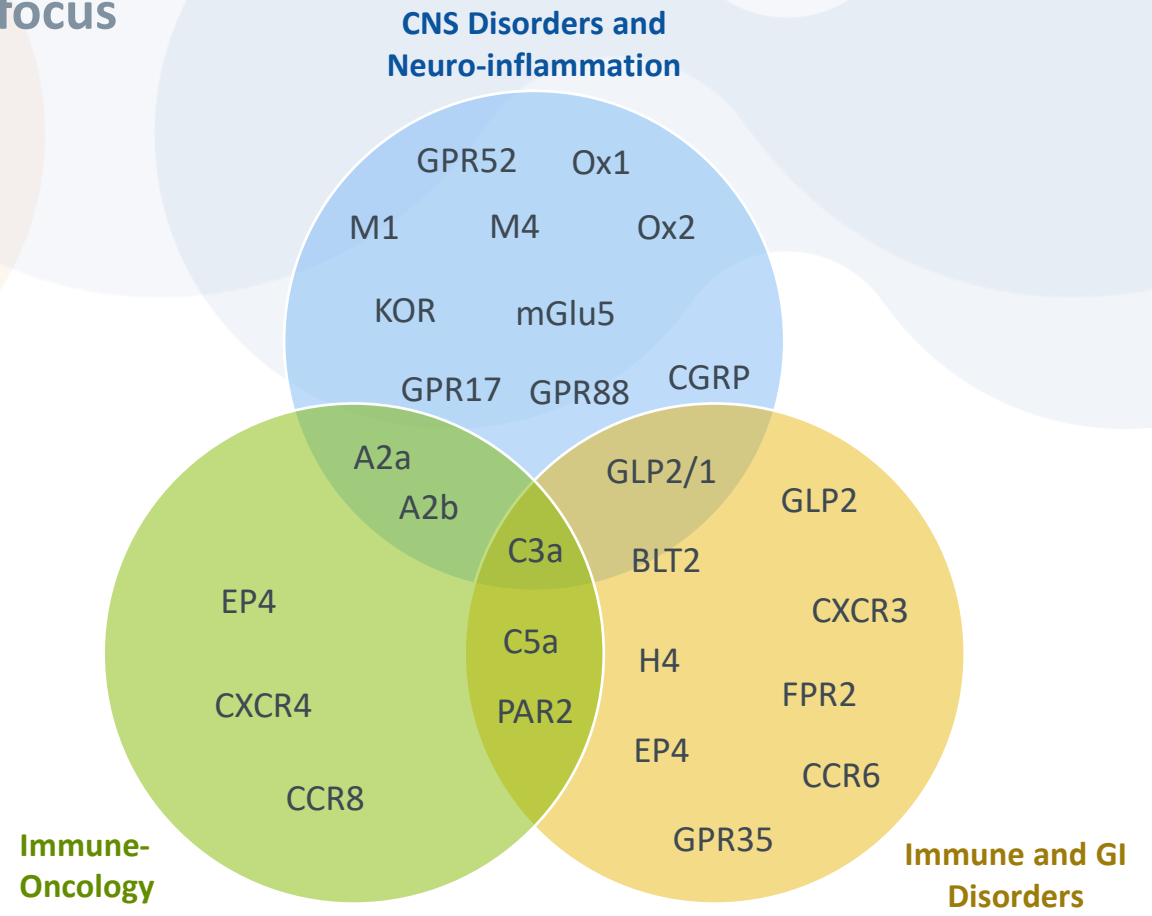 focus
CNS Disorders and
Neuro-inflammation
GPR52 Ox1
M1 M4 Ox2
KOR mGlu5
GPR17 GPR88 CGRP
A2a
A2b
GLP2/1
GLP2
C3a
BLT2
EP4
CXCR3
C5a
H4
CXCR4
PAR2
FPR2
EP4
CCR6
CCR8
GPR35
Immune-
Oncology
Immune and GI
Disorders